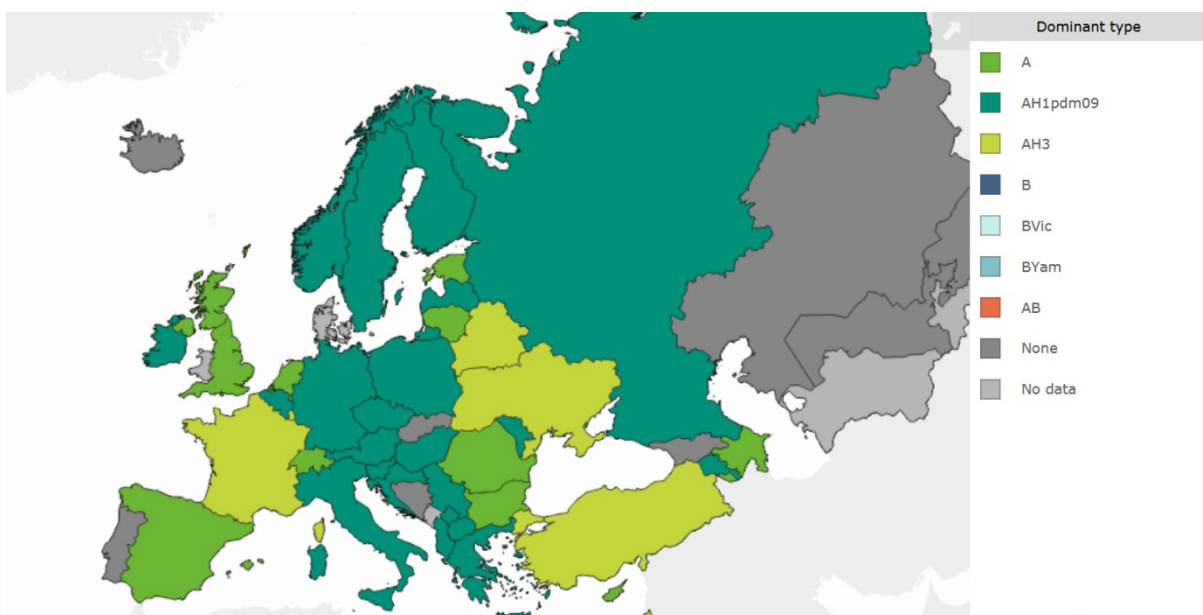 Dominant type
A
AH1pdm09
AH3
B
BVic
BYam
AB
None
No data